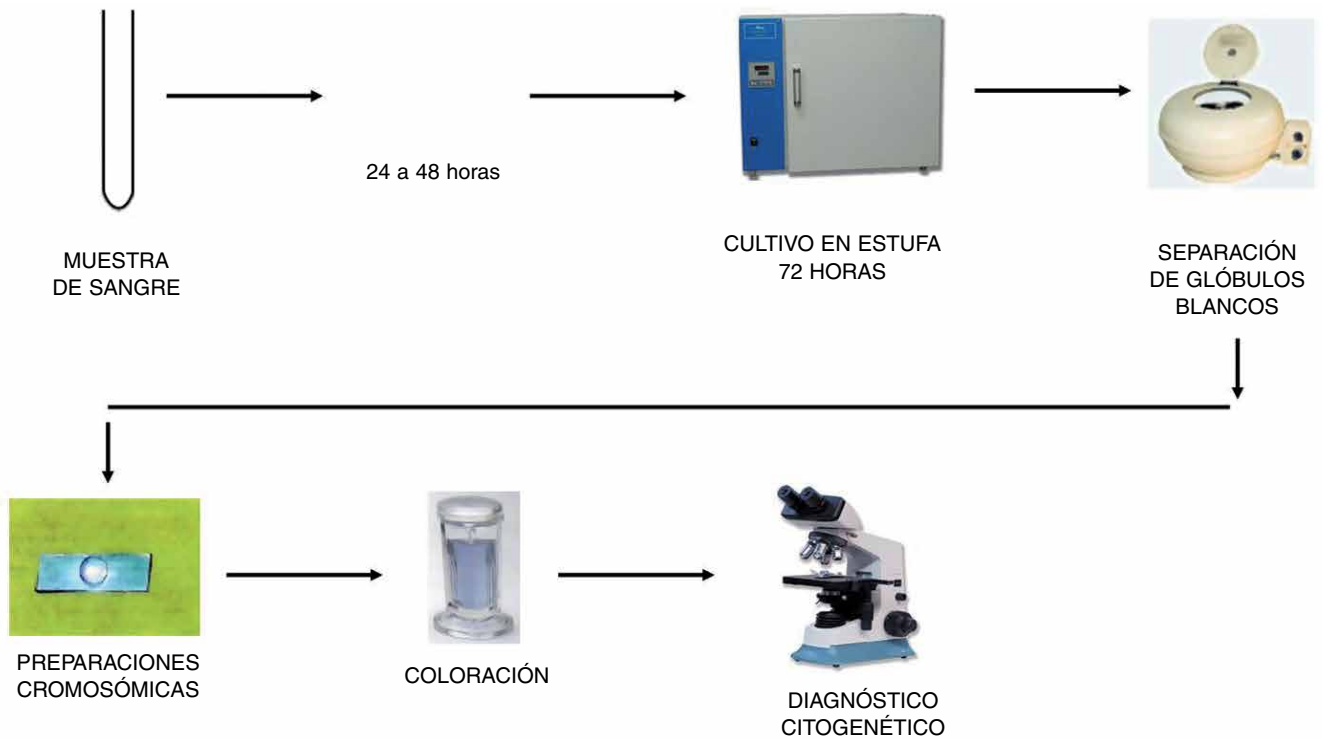 24 a 48 horas
MUESTRA
DE SANGRE
CULTIVO EN ESTUFA
72 HORAS
SEPARACIÓN
DE GLÓBULOS
BLANCOS
PREPARACIONES
CROMOSÓMICAS
COLORACIÓN
DIAGNÓSTICO
CITOGENÉTICO